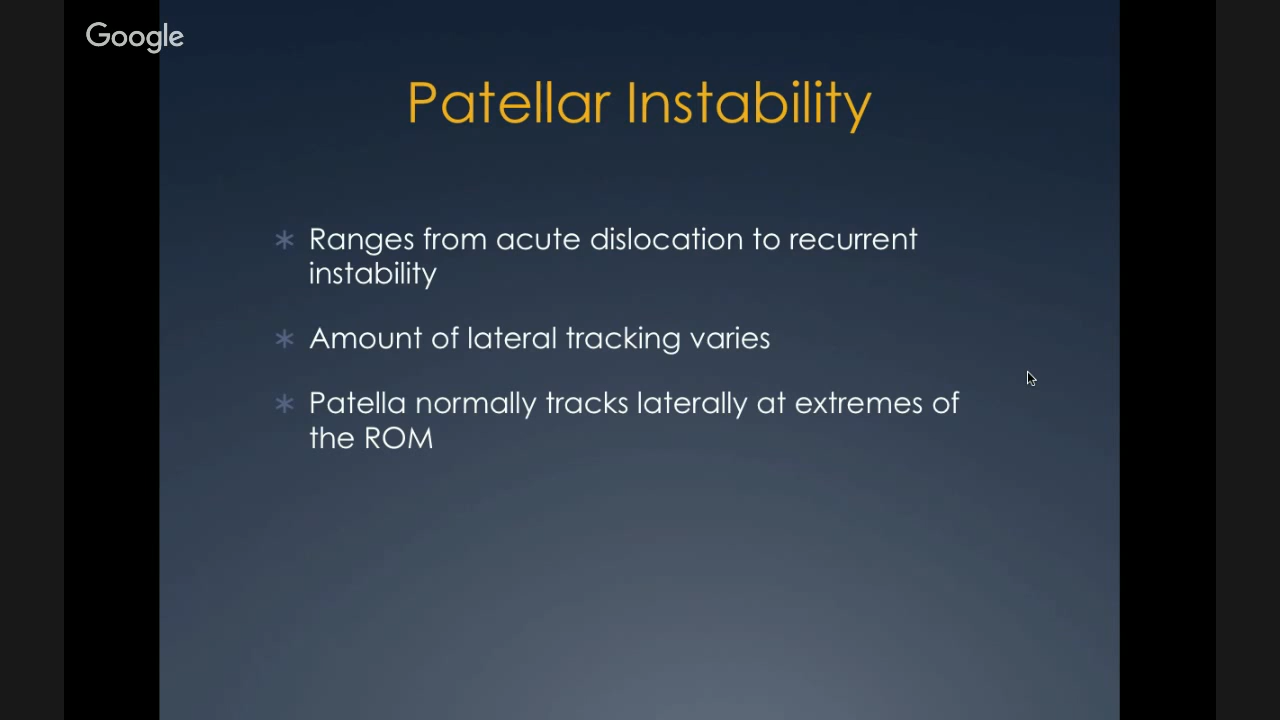 Google
Patellar Instability
* Ranges from acute dislocation to recurrent
instability
* Amount of lateral tracking varies
* Patella normally tracks laterally at extremes of
the ROM